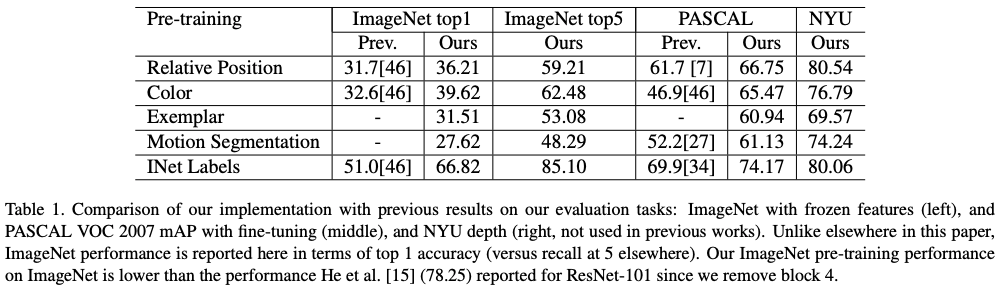 Pre-training ImageNet top1 ImageNet top5 PASCAL NYU
Prev. Ours Ours Prev. Ours Ours
Relative Position 31.7[46] 36.21 59.21 61.7 [7] 66.75 80.54
Color 32.6[46] 39.62 62.48 46.9[46] 65.47 76.79
Exemplar - 31.51 53.08 - 60.94 69.57
Motion Segmentation - 27.62 48.29 52.2[27] 61.13 74.24
INet Labels 51.0[46] 66.82 85.10 69.9[34] 74.17 80.06
Table 1. Comparison of our implementation with previous results on our evaluation tasks: ImageNet with frozen features (left), and
PASCAL VOC 2007 mAP with fine-tuning (middle), and NYU depth (right, not used in previous works). Unlike elsewhere in this paper,
ImageNet performance is reported here in terms of top 1 accuracy (versus recall at 5 elsewhere). Our ImageNet pre-training performance
on ImageNet is lower than the performance He et al. [15] (78.25) reported for ResNet-101 since we remove block 4.